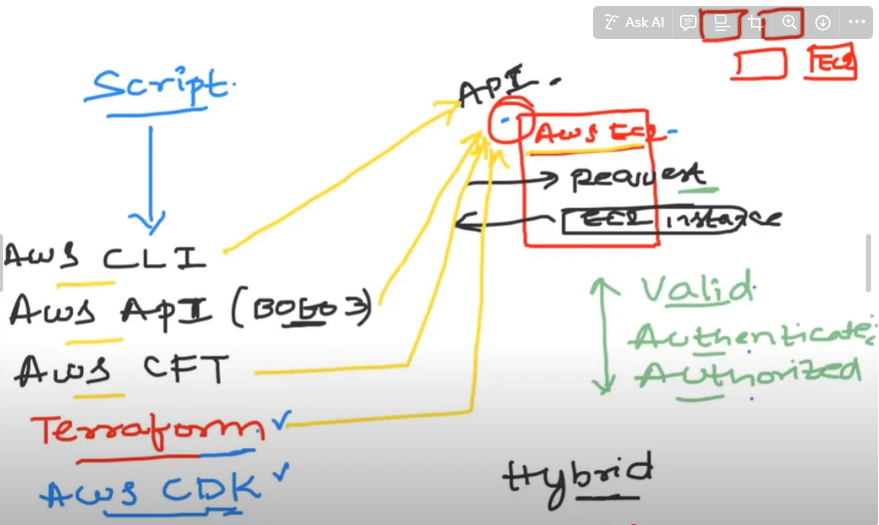 Ask AI
EC2
Script
API
AWS EC2
request
EC2 instance
AWS CLI
AWS API (BOTO3)
AWS CFT
Terraform
AWS CDK
Valid
Authenticate
Authorized
Hybrid